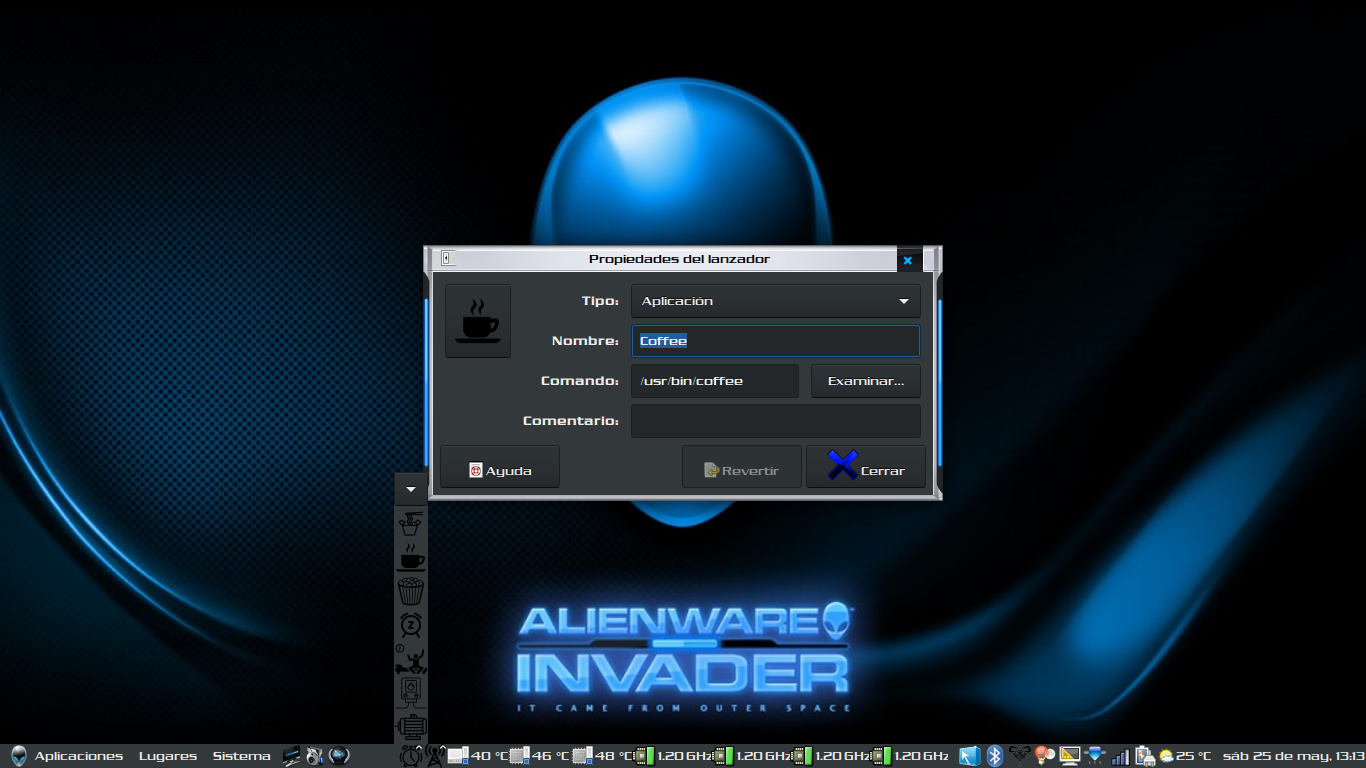 Propiedades del lanzador
Tipo: Aplicación
Nombre: Coffee
Comando: /usr/bin/coffee Examinar...
Comentario:
Ayuda Revertir Cerrar
ALIENWARE
INVADER
IT CAME FROM OUTER SPACE
Aplicaciones Lugares Sistema 40 °C 46 °C 48 °C 1.20 GHz 1.20 GHz 1.20 GHz 1.20 GHz 25 °C sáb 25 de may, 13:13